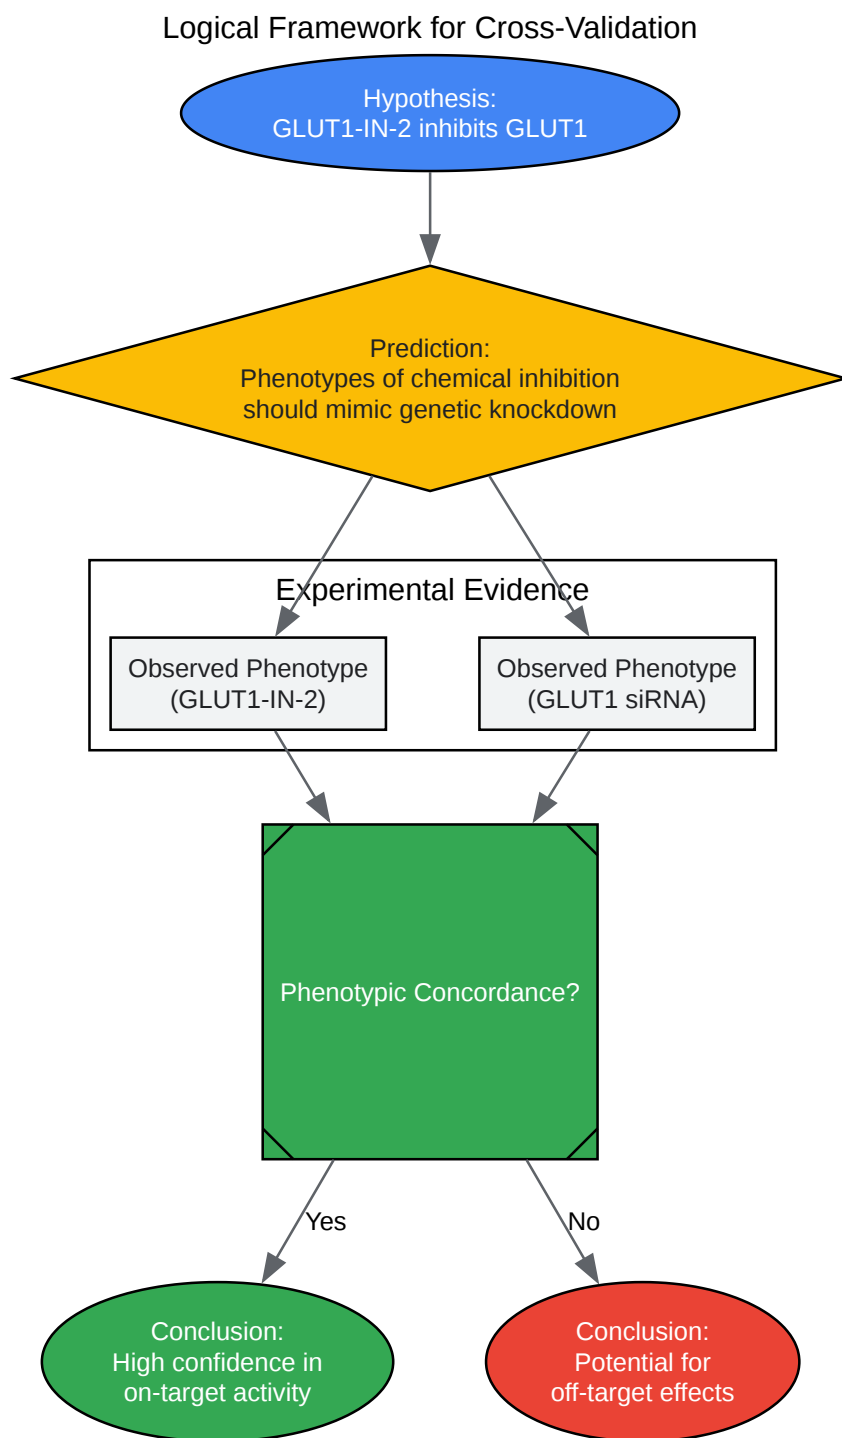 Logical Framework for Cross-Validation
Hypothesis:
GLUT1-IN-2 inhibits GLUT1
Prediction:
Phenotypes of chemical inhibition
should mimic genetic knockdown
Experimental Evidence
Observed Phenotype
(GLUT1-IN-2)
Observed Phenotype
(GLUT1 siRNA)
Phenotypic Concordance?
Yes
No
Conclusion:
High confidence in
on-target activity
Conclusion:
Potential for
off-target effects